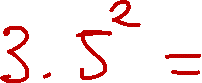 3.5² =